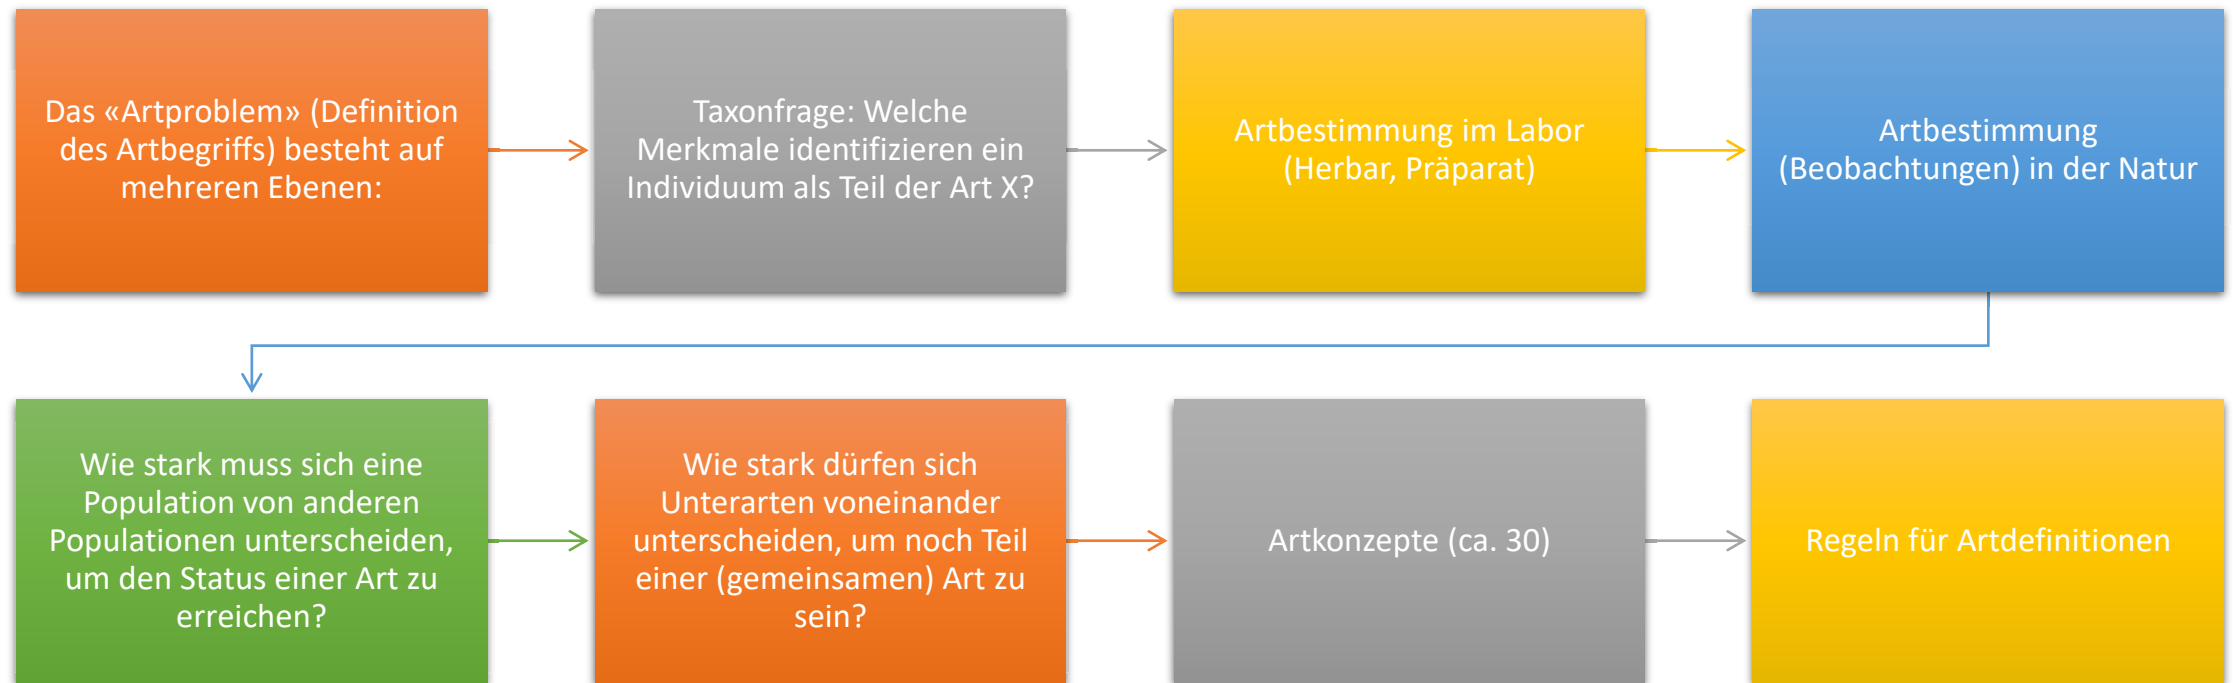 Das «Artproblem» (Definition
des Artbegriffs) besteht auf
mehreren Ebenen:
Taxonfrage: Welche
Merkmale identifizieren ein
Individuum als Teil der Art X?
Artbestimmung im Labor
(Herbar, Präparat)
Artbestimmung
(Beobachtungen) in der Natur
Wie stark muss sich eine
Population von anderen
Populationen unterscheiden,
um den Status einer Art zu
erreichen?
Wie stark dürfen sich
Unterarten voneinander
unterscheiden, um noch Teil
einer (gemeinsamen) Art zu
sein?
Artkonzepte (ca. 30)
Regeln für Artdefinitionen